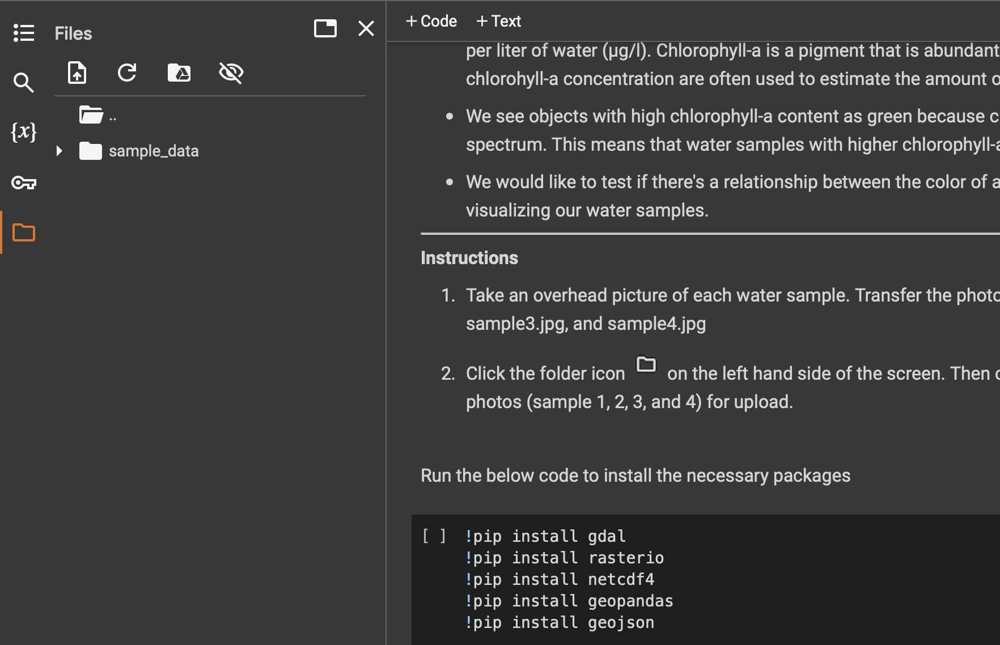 Files
..
sample_data
{x}
+ Code + Text
per liter of water (µg/l). Chlorophyll-a is a pigment that is abundant
chlorohyll-a concentration are often used to estimate the amount
We see objects with high chlorophyll-a content as green because
spectrum. This means that water samples with higher chlorophyll-a
We would like to test if there's a relationship between the color of
visualizing our water samples.
Instructions
1. Take an overhead picture of each water sample. Transfer the
sample3.jpg, and sample4.jpg
2. Click the folder icon on the left hand side of the screen. Then
photos (sample 1, 2, 3, and 4) for upload.
Run the below code to install the necessary packages
[ ] !pip install gdal
!pip install rasterio
!pip install netcdf4
!pip install geopandas
!pip install geojson